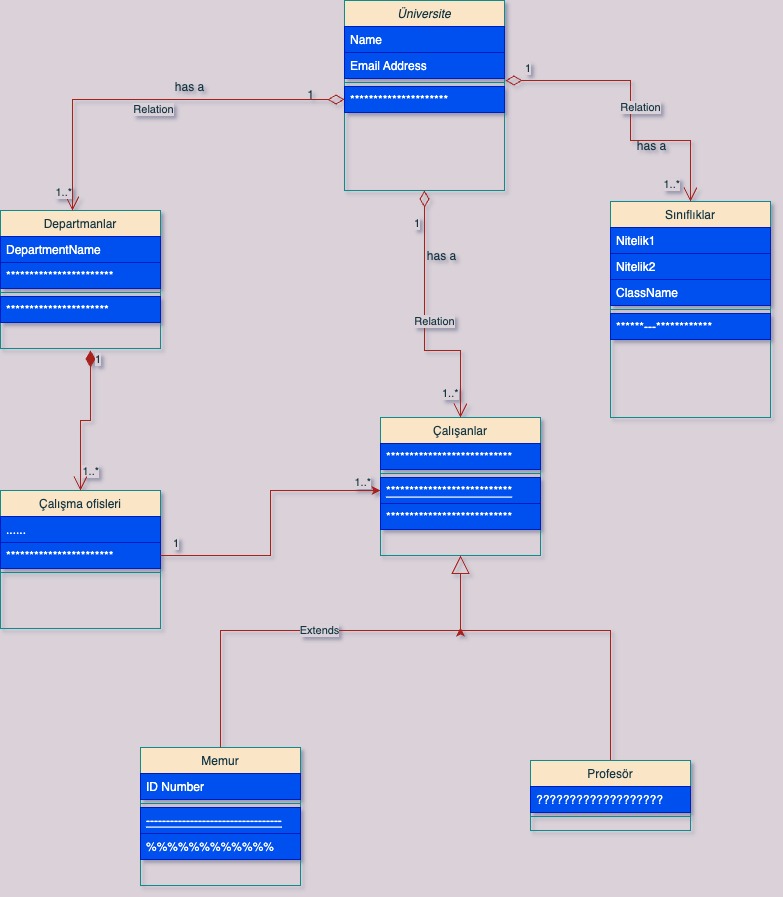 Üniversite
Name
Email Address
*********************
1
has a
Relation
1..*
1
Relation
has a
1..*
1
has a
Relation
1..*
Departmanlar
DepartmentName
***********************
**********************
1
1..*
Sınıflıklar
Nitelik1
Nitelik2
ClassName
******---************
Çalışanlar
***************************
***************************
***************************
Çalışma ofisleri
......
***********************
1
1..*
Extends
Memur
ID Number
----------------------------------
%%%%%%%%%%%%
Profesör
???????????????????